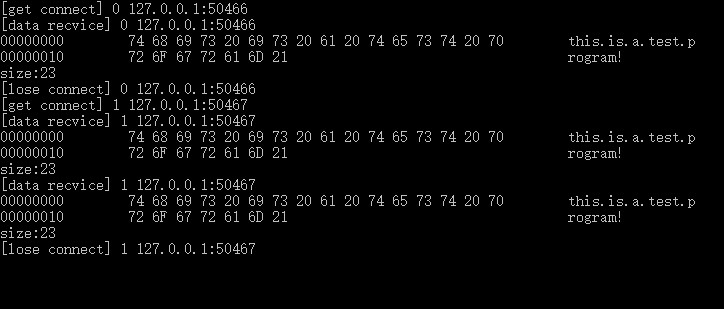 [get connect] 0 127.0.0.1:50466
[data recvice] 0 127.0.0.1:50466
00000000 74 68 69 73 20 69 73 20 61 20 74 65 73 74 20 70 this.is.a.test.p
00000010 72 6F 67 72 61 6D 21 rogram!
size:23
[lose connect] 0 127.0.0.1:50466
[get connect] 1 127.0.0.1:50467
[data recvice] 1 127.0.0.1:50467
00000000 74 68 69 73 20 69 73 20 61 20 74 65 73 74 20 70 this.is.a.test.p
00000010 72 6F 67 72 61 6D 21 rogram!
size:23
[data recvice] 1 127.0.0.1:50467
00000000 74 68 69 73 20 69 73 20 61 20 74 65 73 74 20 70 this.is.a.test.p
00000010 72 6F 67 72 61 6D 21 rogram!
size:23
[lose connect] 1 127.0.0.1:50467